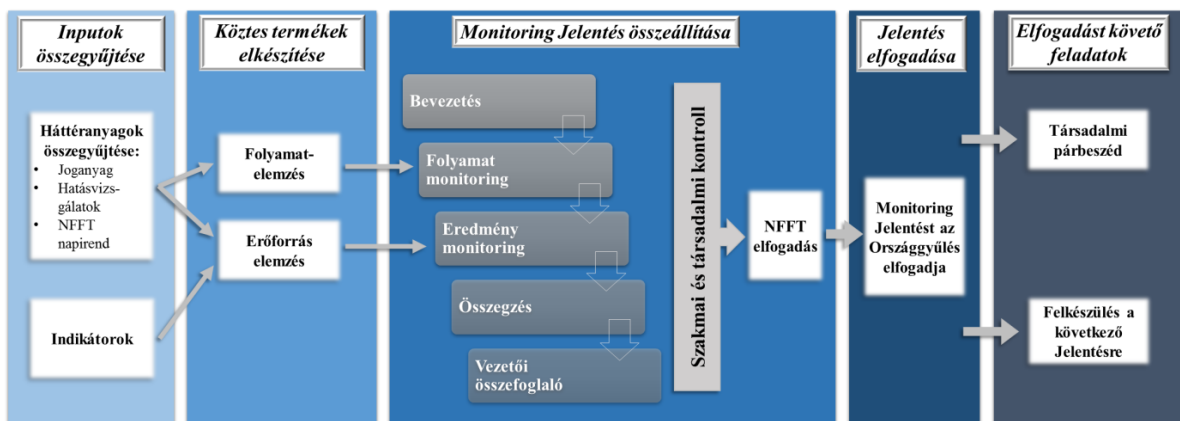 Inputok
összegyűjtése
Háttéranyagok
összegyűjtése:
• Joganyag
• Hatásvizs-
gálatok
• NFFT
napirend
Indikátorok
Köztes termékek
elkészítése
Folyamat-
elemzés
Erőforrás
elemzés
Monitoring Jelentés összeállítása
Bevezetés
Folyamat
monitoring
Eredmény
monitoring
Összegzés
Vezetői
összefoglaló
Szakmai és társadalmi kontroll
NFFT
elfogadás
Jelentés
elfogadása
Monitoring
Jelentést az
Országgyűlés
elfogadja
Elfogadást követő
feladatok
Társadalmi
párbeszéd
Felkészülés a
következő
Jelentésre